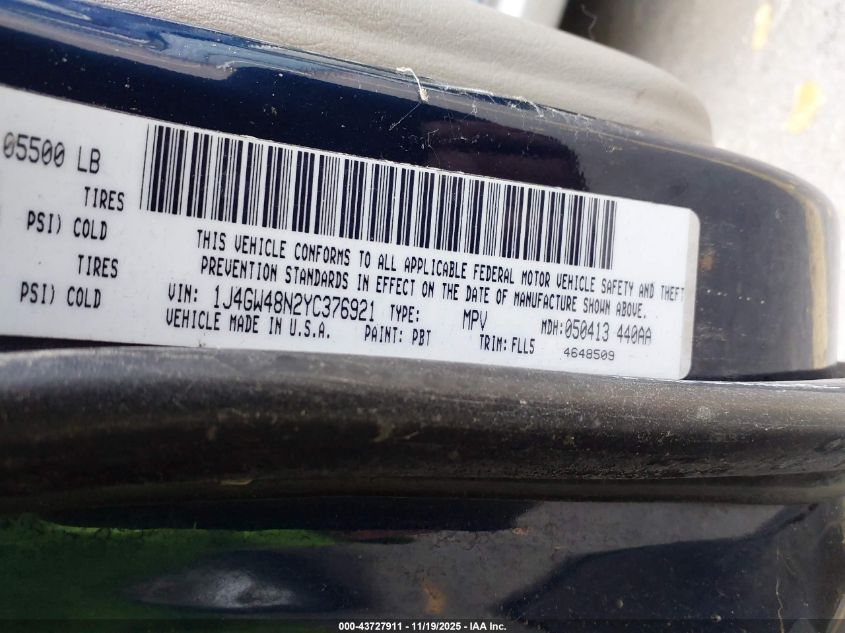 05500 LB
TIRES
PSI) COLD
TIRES
PSI) COLD
THIS VEHICLE CONFORMS TO ALL APPLICABLE FEDERAL MOTOR VEHICLE SAFETY AND THEFT
PREVENTION STANDARDS IN EFFECT ON THE DATE OF MANUFACTURE SHOWN ABOVE.
VIN: 1J4GW48N2YC376921 TYPE: MPV MDH:050413 440AA
VEHICLE MADE IN U.S.A. PAINT: PBT TRIM: FLL5 4648509
000-43727911 - 11/19/2025 - IAA Inc.